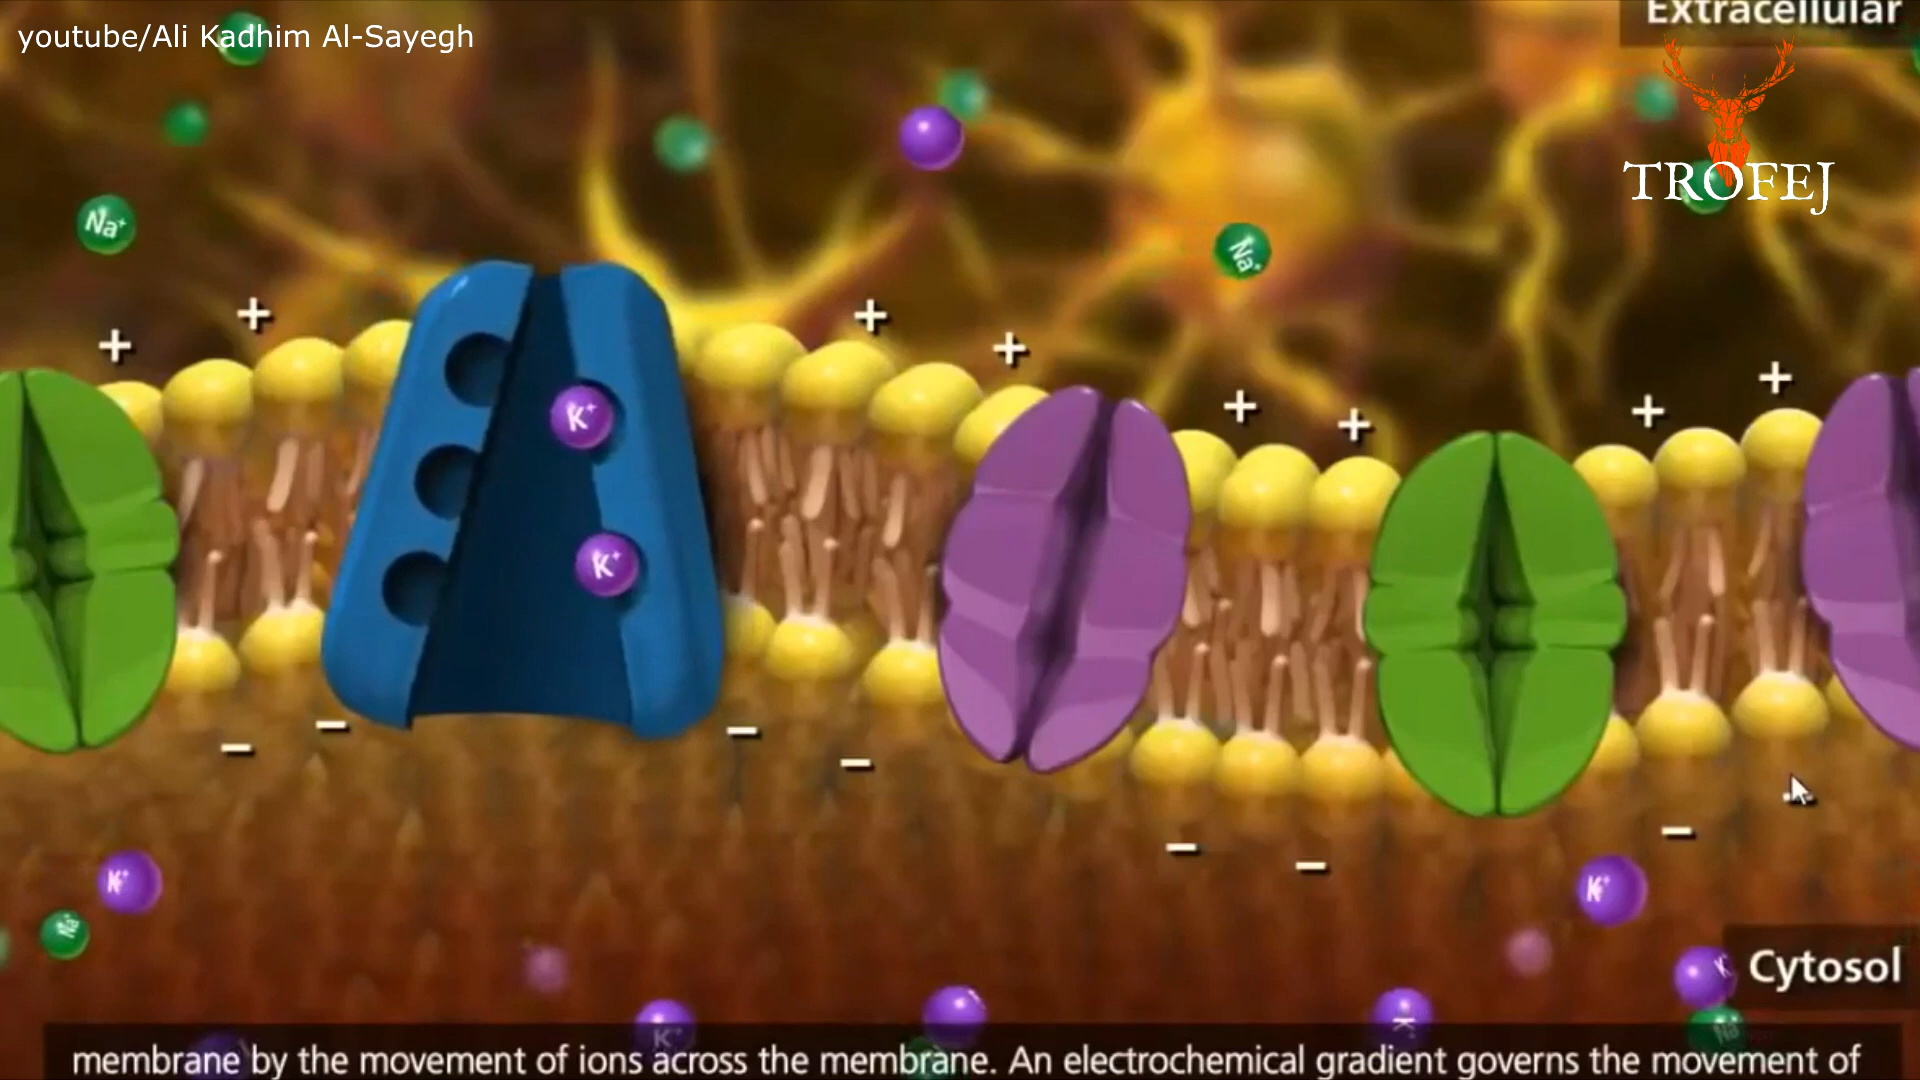 Extracellular
youtube/Ali Kadhim Al-Sayegh
TROFEJ
Na+
Na+
K+
K+
K+
K+
Na
K
Cytosol
K
K
Na
membrane by the movement of ions across the membrane. An electrochemical gradient governs the movement of